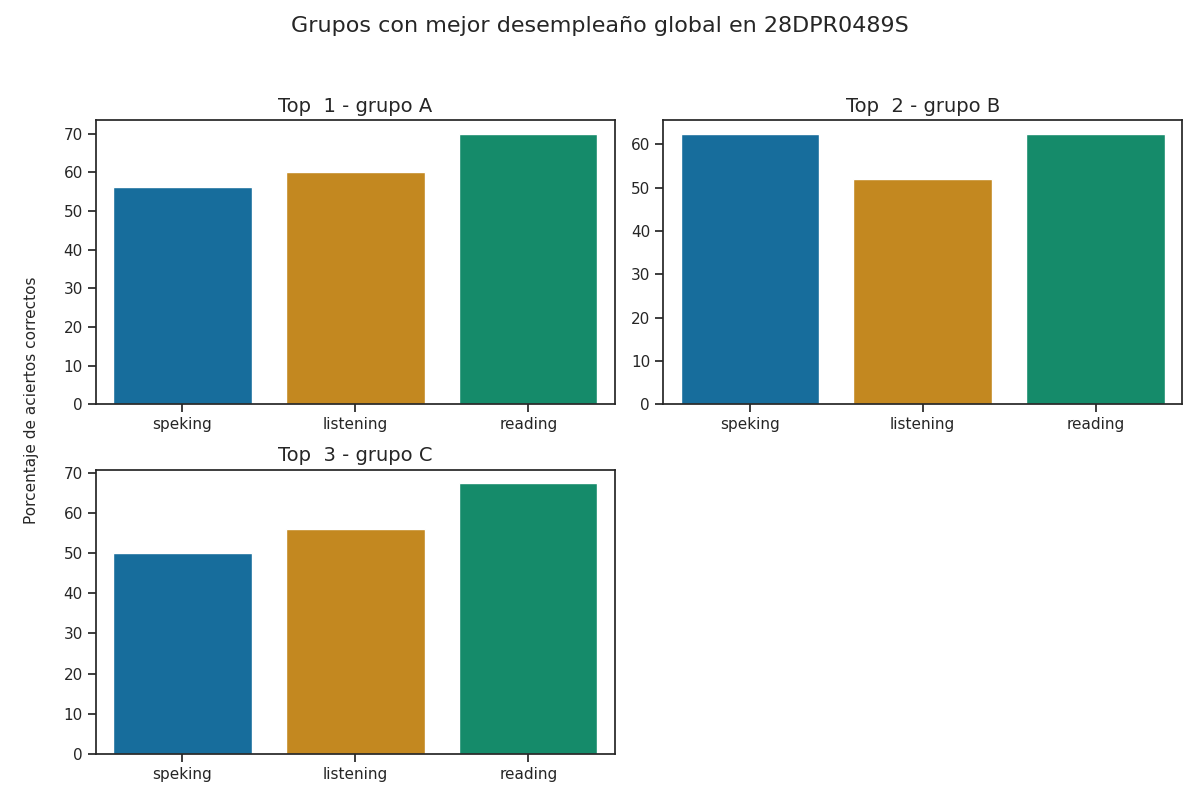 Grupos con mejor desempleaño global en 28DPR0489S
Porcentaje de aciertos correctos
Top 1 - grupo A
70
60
50
40
30
20
10
0
speking listening reading
Top 2 - grupo B
60
50
40
30
20
10
0
speking listening reading
Top 3 - grupo C
70
60
50
40
30
20
10
0
speking listening reading